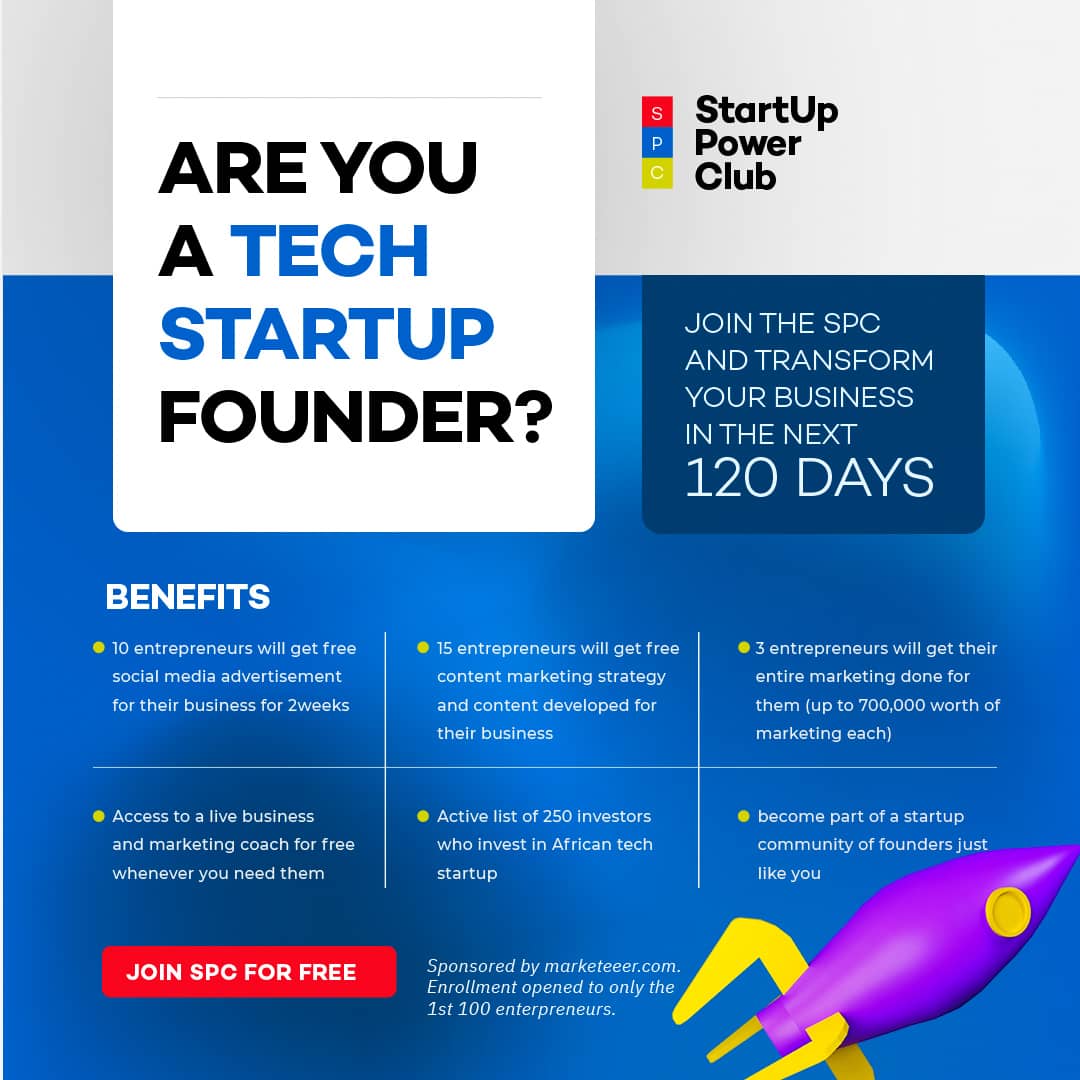 ARE YOU
A TECH
STARTUP
FOUNDER?
S
P
C
StartUp
Power
Club
JOIN THE SPC
AND TRANSFORM
YOUR BUSINESS
IN THE NEXT
120 DAYS
BENEFITS
10 entrepreneurs will get free
social media advertisement
for their business for 2weeks
15 entrepreneurs will get free
content marketing strategy
and content developed for
their business
3 entrepreneurs will get their
entire marketing done for
them (up to 700,000 worth of
marketing each)
Access to a live business
and marketing coach for free
whenever you need them
Active list of 250 investors
who invest in African tech
startup
become part of a startup
community of founders just
like you
JOIN SPC FOR FREE
Sponsored by marketeeer.com.
Enrollment opened to only the
1st 100 enterpreneurs.